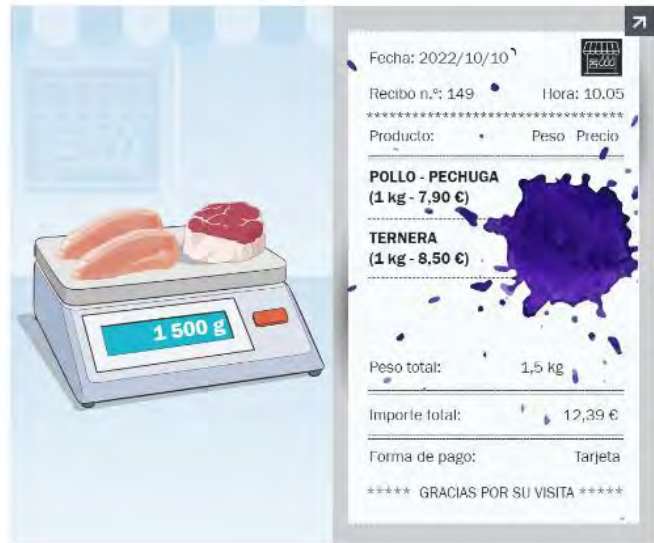 1 500 g
Fecha: 2022/10/10
Recibo n.º: 149 Hora: 10.05
**********************************
Producto: Peso Precio
POLLO - PECHUGA
(1 kg - 7,90 €)
TERNERA
(1 kg - 8,50 €)
Peso total: 1,5 kg
Importe total: 12,39 €
Forma de pago: Tarjeta
***** GRACIAS POR SU VISITA *****